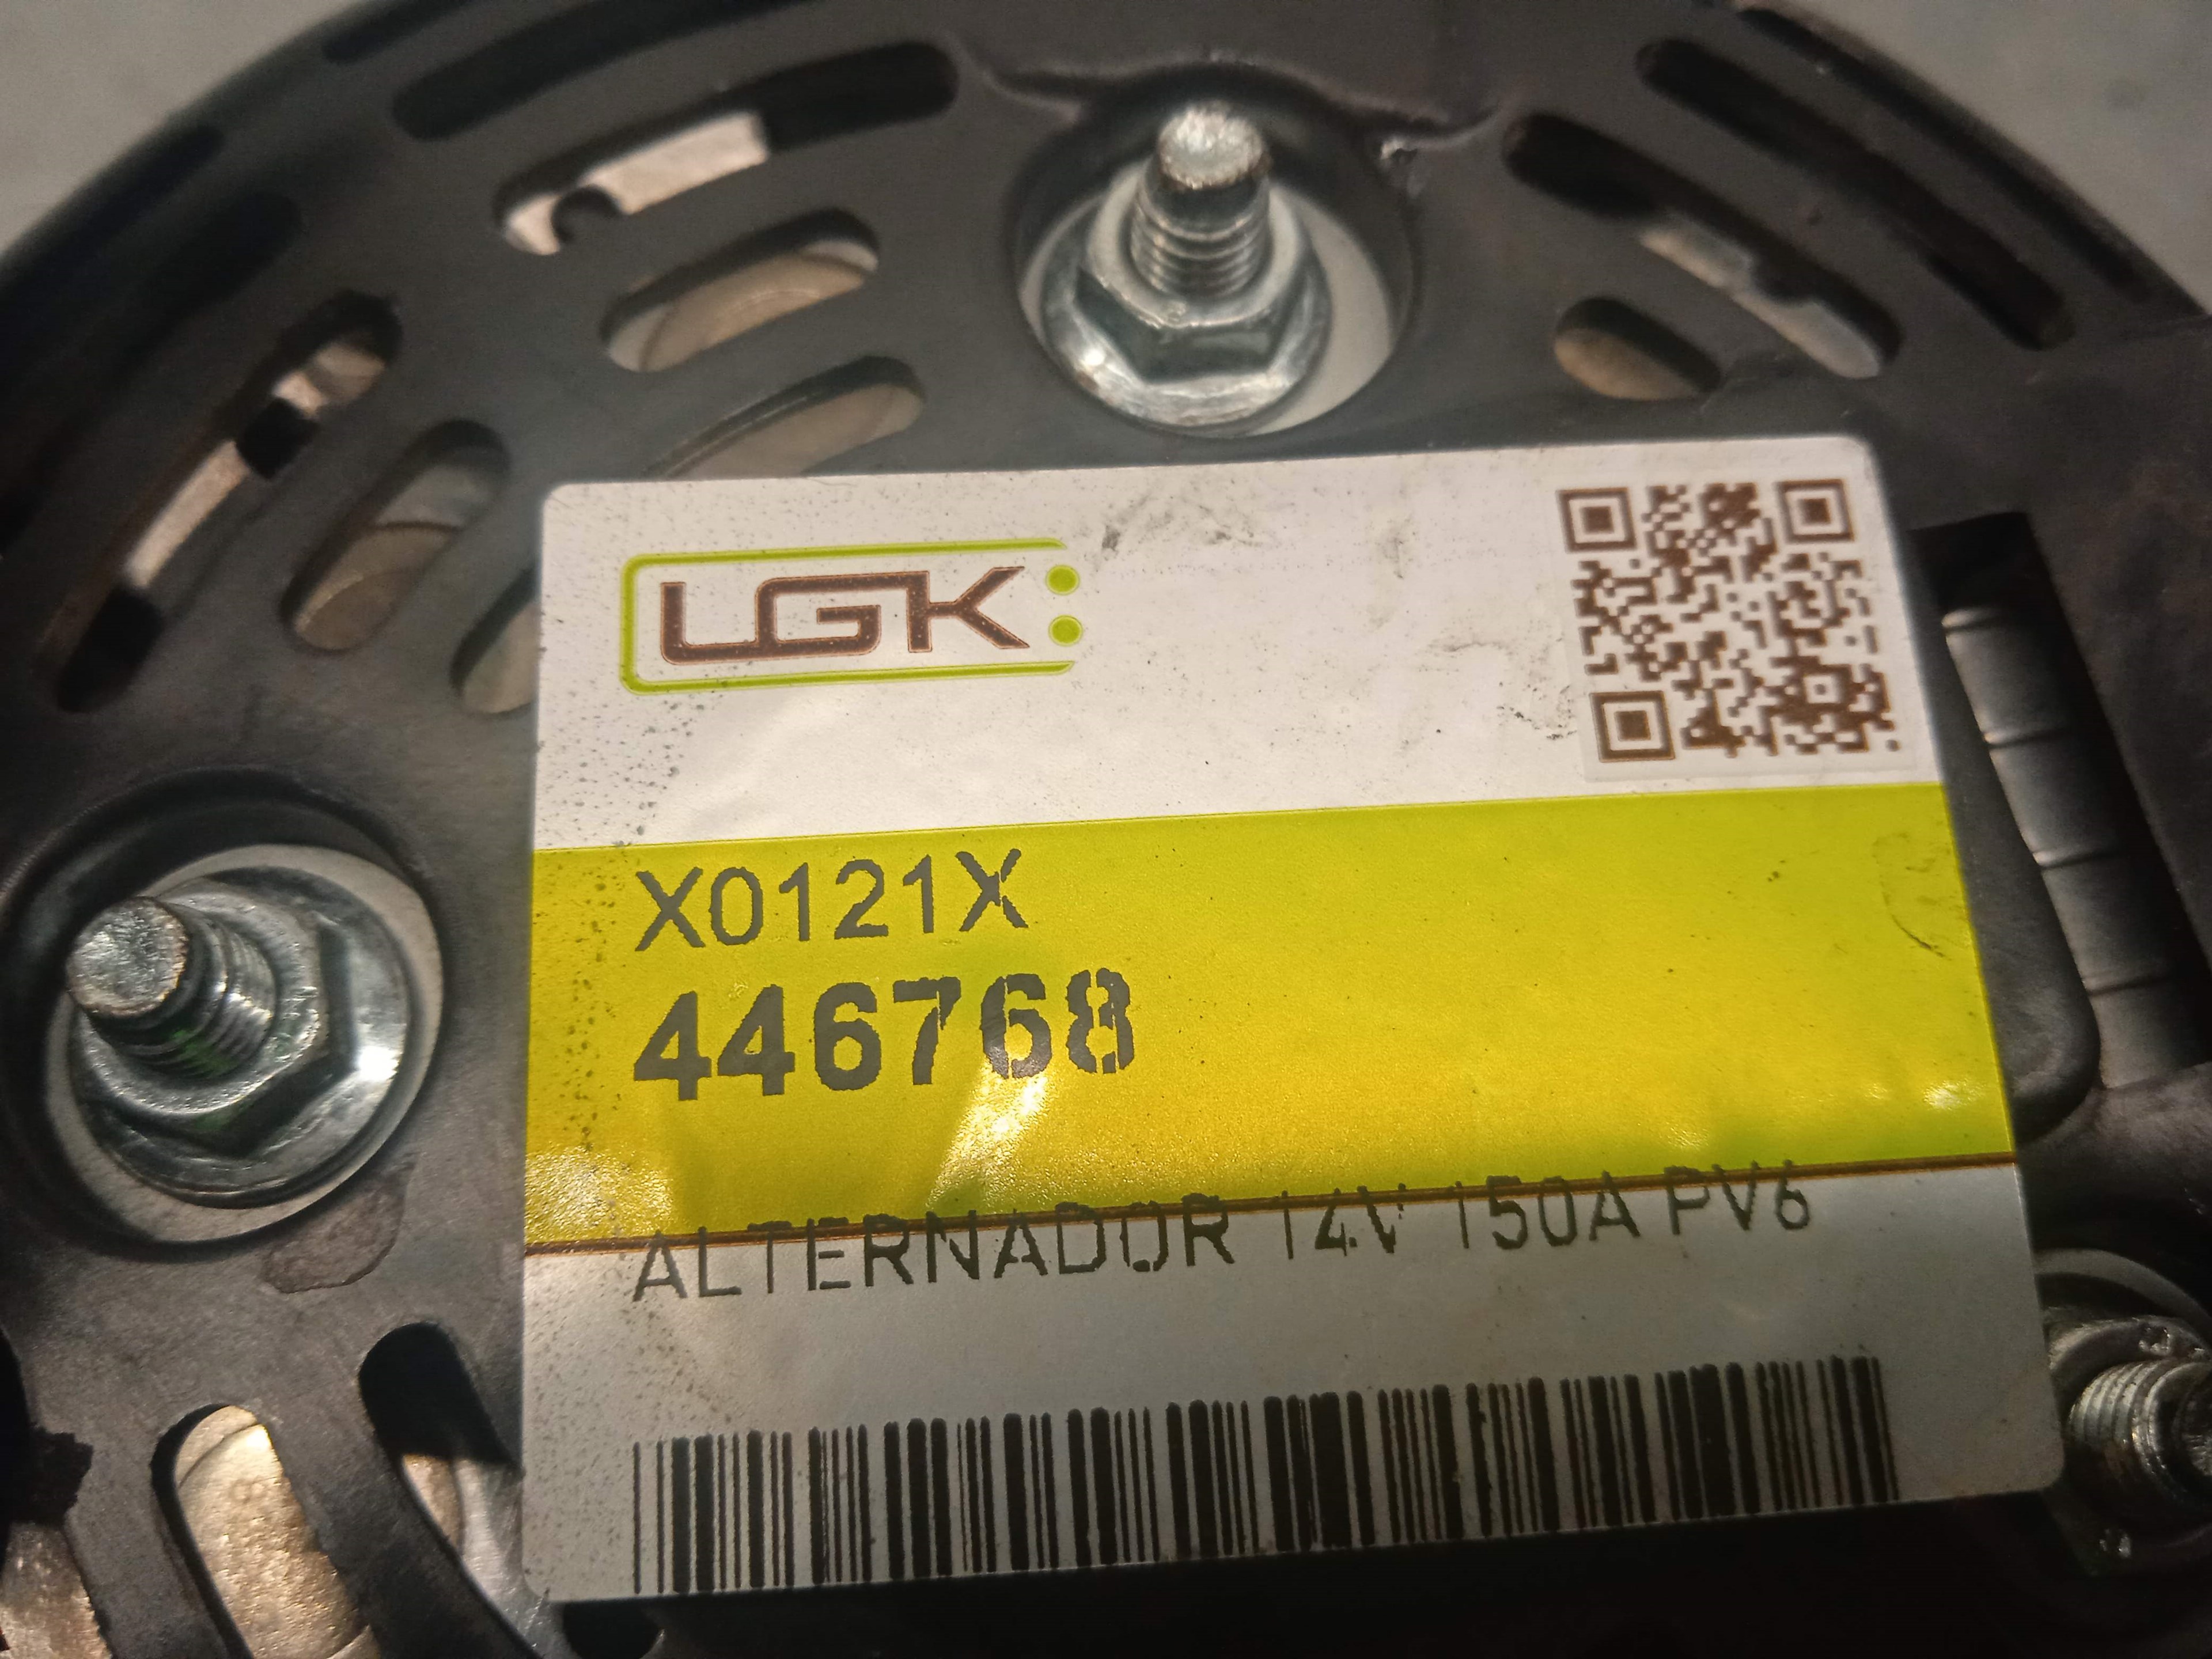 LGK
X0121X
446768
ALTERNADOR 14V 150A PV6